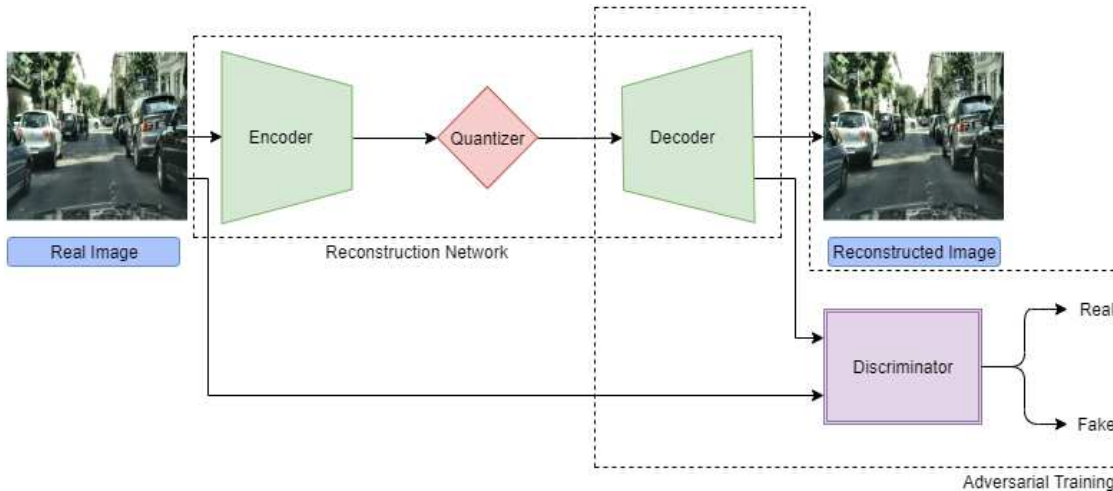 Encoder
Quantizer
Decoder
Real Image
Reconstruction Network
Reconstructed Image
Real
Discriminator
Fake
Adversarial Training